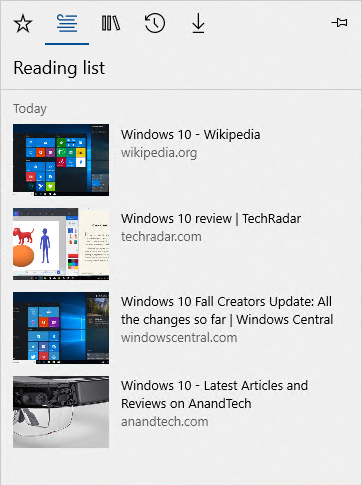 Reading list
Today
Windows 10 - Wikipedia
wikipedia.org
Windows 10 review | TechRadar
techradar.com
Windows 10 Fall Creators Update: All
the changes so far | Windows Central
windowscentral.com
Windows 10 - Latest Articles and
Reviews on AnandTech
anandtech.com